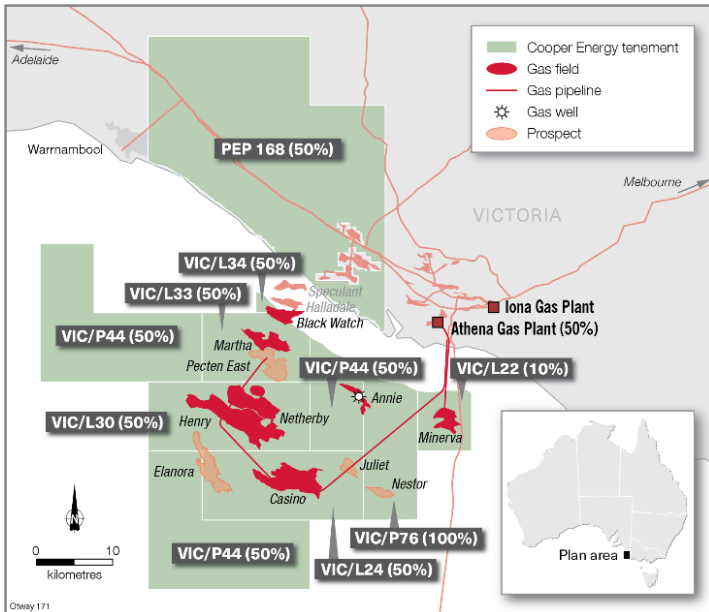 Adelaide
Warrnambool
PEP 168 (50%)
Cooper Energy tenement
Gas field
Gas pipeline
Gas well
Prospect
Melbourne
VICTORIA
VIC/L34 (50%)
VIC/L33 (50%)
Speculant
Halladale
Black Watch
Iona Gas Plant
Athena Gas Plant (50%)
VIC/P44 (50%)
Martha
Pecten East
VIC/P44 (50%)
VIC/L22 (10%)
Annie
VIC/L30 (50%)
Netherby
Henry
Minerva
Elanora
Juliet
Casino
Nestor
VIC/P76 (100%)
VIC/P44 (50%)
VIC/L24 (50%)
N
0 10
kilometres
Plan area
Otway 171